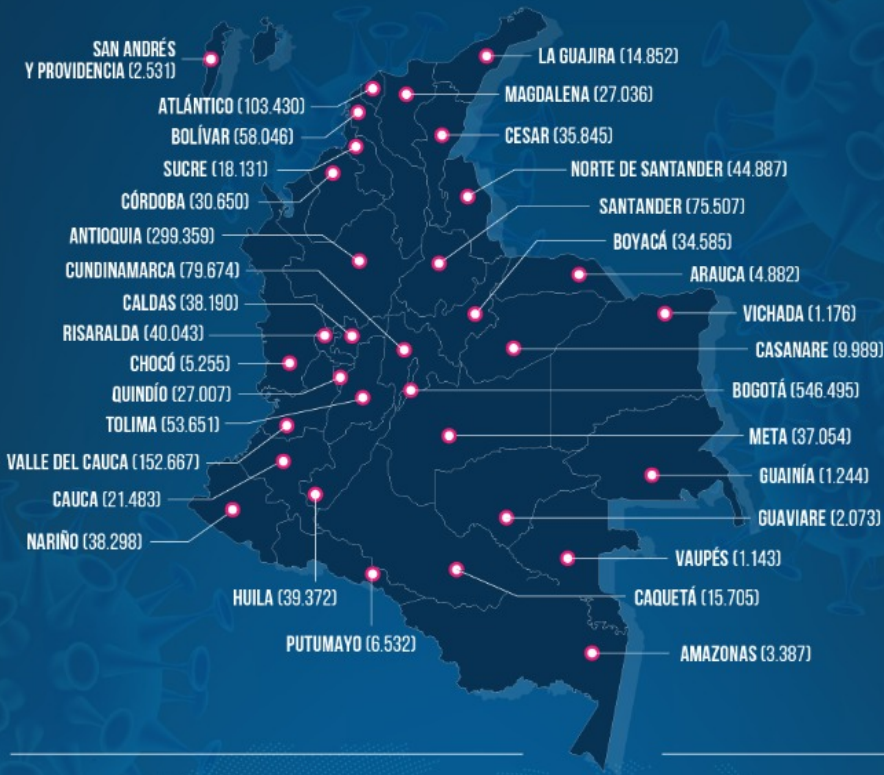 SAN ANDRÉS
Y PROVIDENCIA (2.531)
ATLÁNTICO (103.430)
BOLÍVAR (58.046)
SUCRE (18.131)
CÓRDOBA (30.650)
ANTIOQUIA (299.359)
CUNDINAMARCA (79.674)
CALDAS (38.190)
RISARALDA (40.043)
CHOCÓ (5.255)
QUINDÍO (27.007)
TOLIMA (53.651)
VALLE DEL CAUCA (152.667)
CAUCA (21.483)
NARIÑO (38.298)
HUILA (39.372)
PUTUMAYO (6.532)
LA GUAJIRA (14.852)
MAGDALENA (27.036)
CESAR (35.845)
NORTE DE SANTANDER (44.887)
SANTANDER (75.507)
BOYACÁ (34.585)
ARAUCA (4.882)
VICHADA (1.176)
CASANARE (9.989)
BOGOTÁ (546.495)
META (37.054)
GUAINÍA (1.244)
GUAVIARE (2.073)
VAUPÉS (1.143)
CAQUETÁ (15.705)
AMAZONAS (3.387)